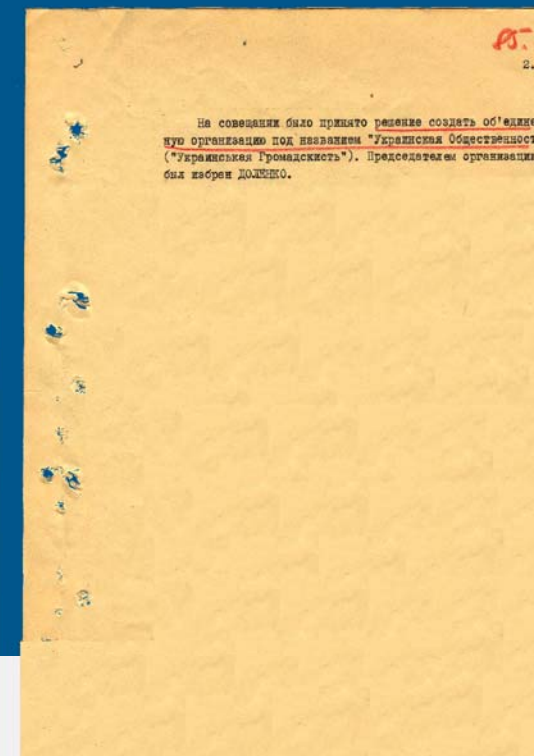 85.
2.
На совещании было принято решение создать об'едине
ную организацию под названием "Украинская Общественност
("Украинськая Громадскисть"). Председателем организации
был избран ДОЛЕНКО.